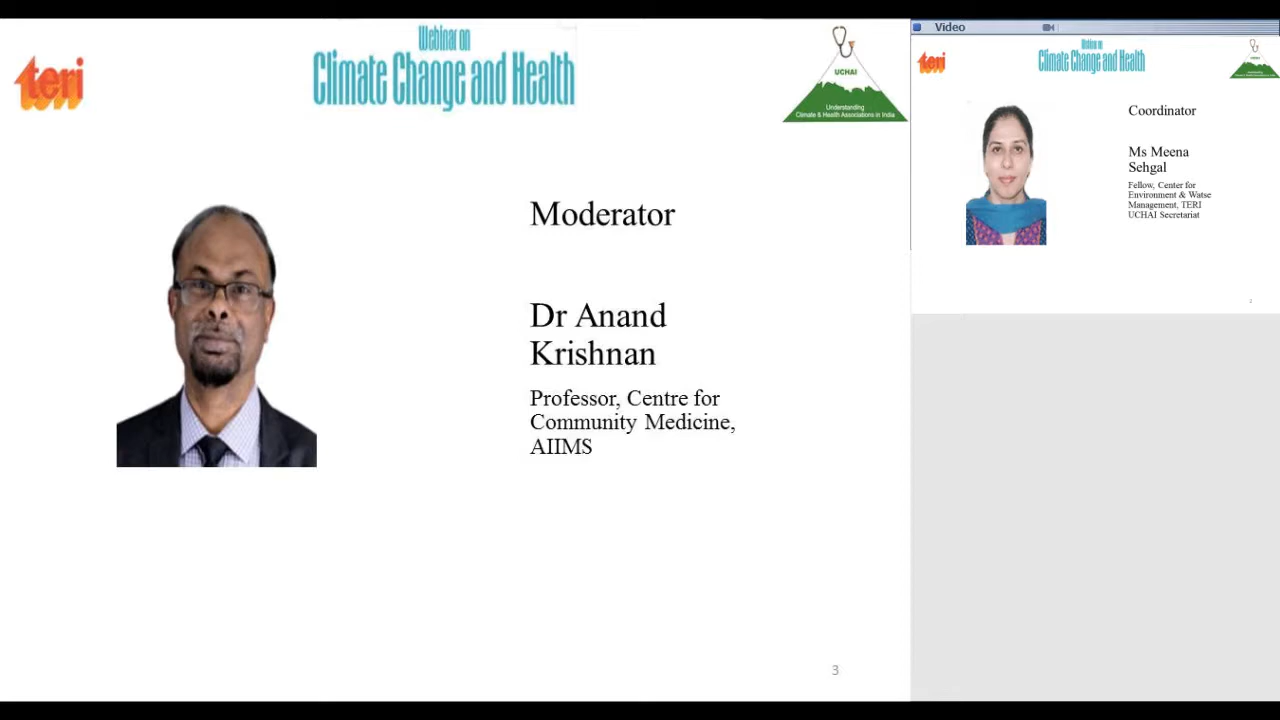 teri
Webinar on
Climate Change and Health
UCHAI
Understanding
Climate & Health Associations in India
Moderator
Dr Anand
Krishnan
Professor, Centre for
Community Medicine,
AIIMS
3
Video
teri
Webinar on
Climate Change and Health
Coordinator
Ms Meena
Sehgal
Fellow, Center for
Environment & Watse
Management, TERI
UCHAI Secretariat
2